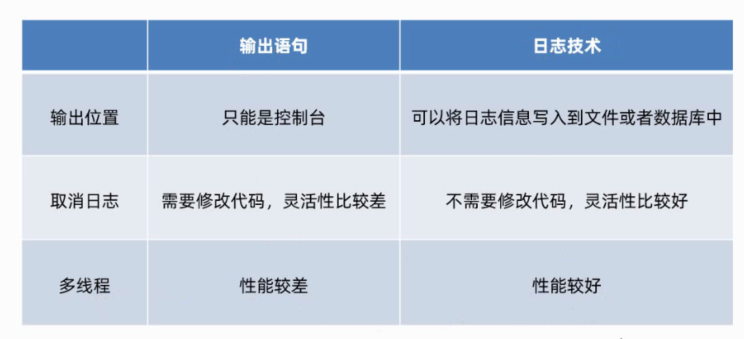 输出语句 日志技术
输出位置 只能是控制台 可以将日志信息写入到文件或者数据库中
取消日志 需要修改代码，灵活性比较差 不需要修改代码，灵活性比较好
多线程 性能较差 性能较好